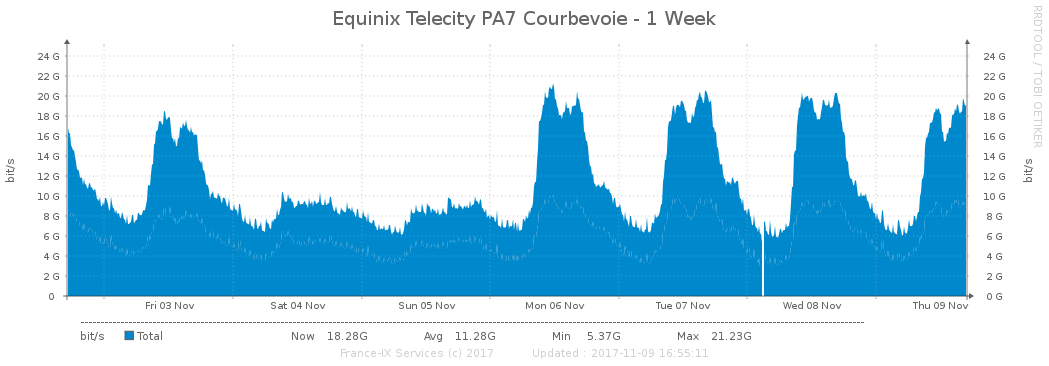 Equinix Telecity PA7 Courbevoie - 1 Week
RRDTOOL / TOBI OETIKER
bit/s
24 G 24 G
22 G 22 G
20 G 20 G
18 G 18 G
16 G 16 G
14 G 14 G
12 G 12 G
10 G 10 G
8 G 8 G
6 G 6 G
4 G 4 G
2 G 2 G
0 0 G
bit/s
Fri 03 Nov Sat 04 Nov Sun 05 Nov Mon 06 Nov Tue 07 Nov Wed 08 Nov Thu 09 Nov
bit/s Total Now 18.28G Avg 11.28G Min 5.37G Max 21.23G
France-IX Services (c) 2017 Updated : 2017-11-09 16:55:11